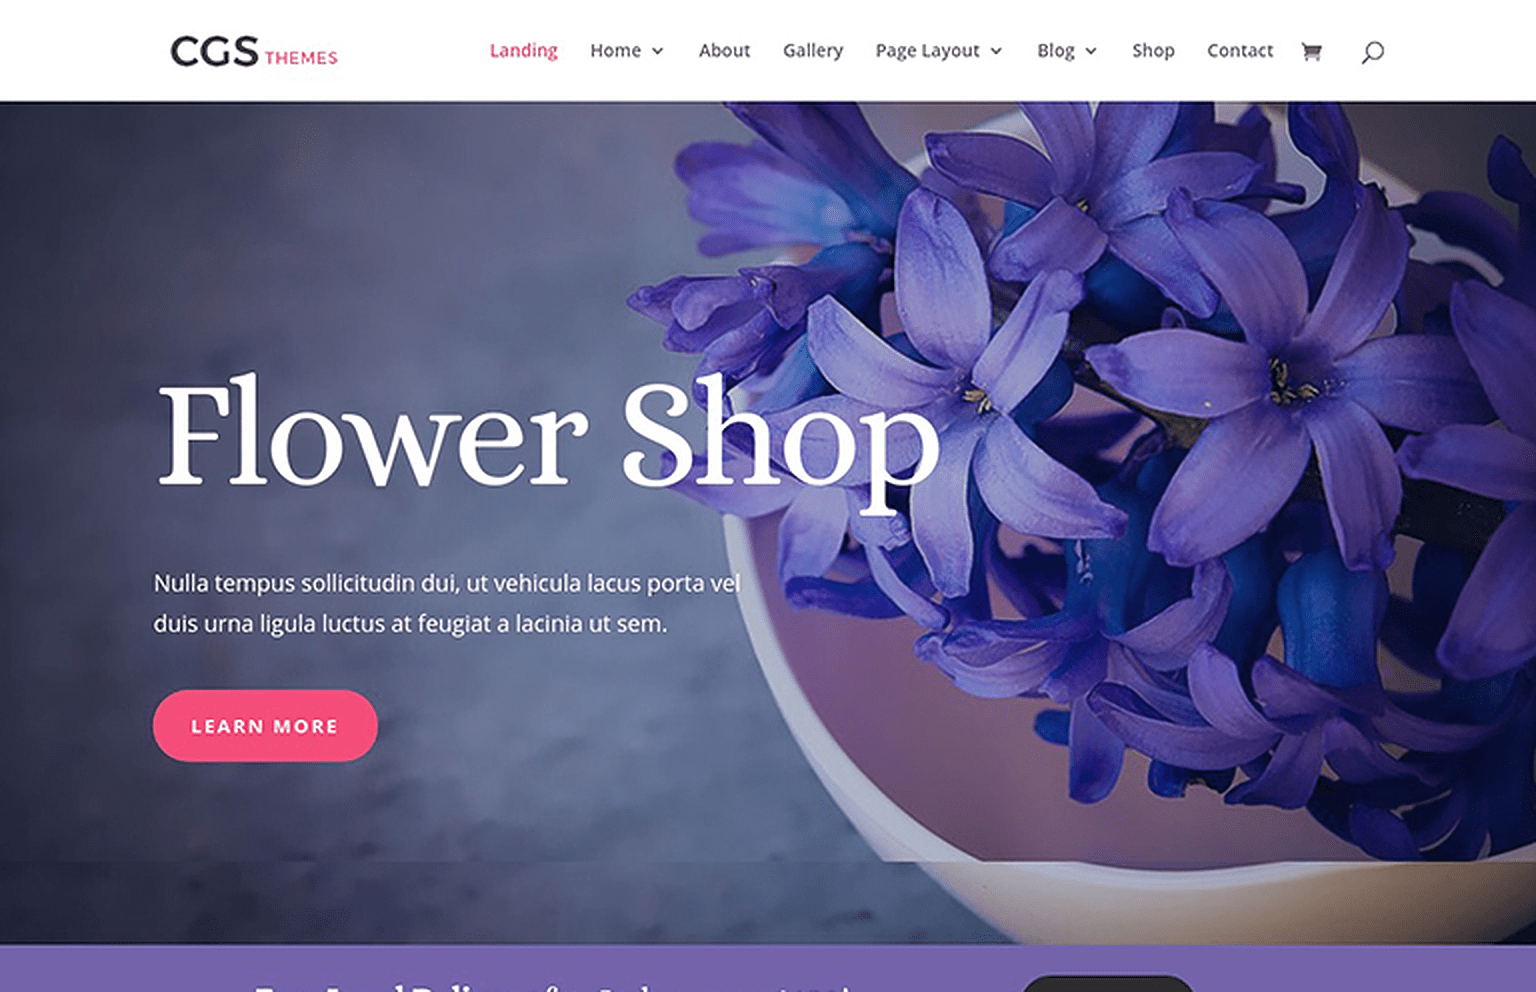 CGS THEMES
Landing Home About Gallery Page Layout Blog Shop Contact
Flower Shop
Nulla tempus sollicitudin dui, ut vehicula lacus porta vel
duis urna ligula luctus at feugiat a lacinia ut sem.
LEARN MORE